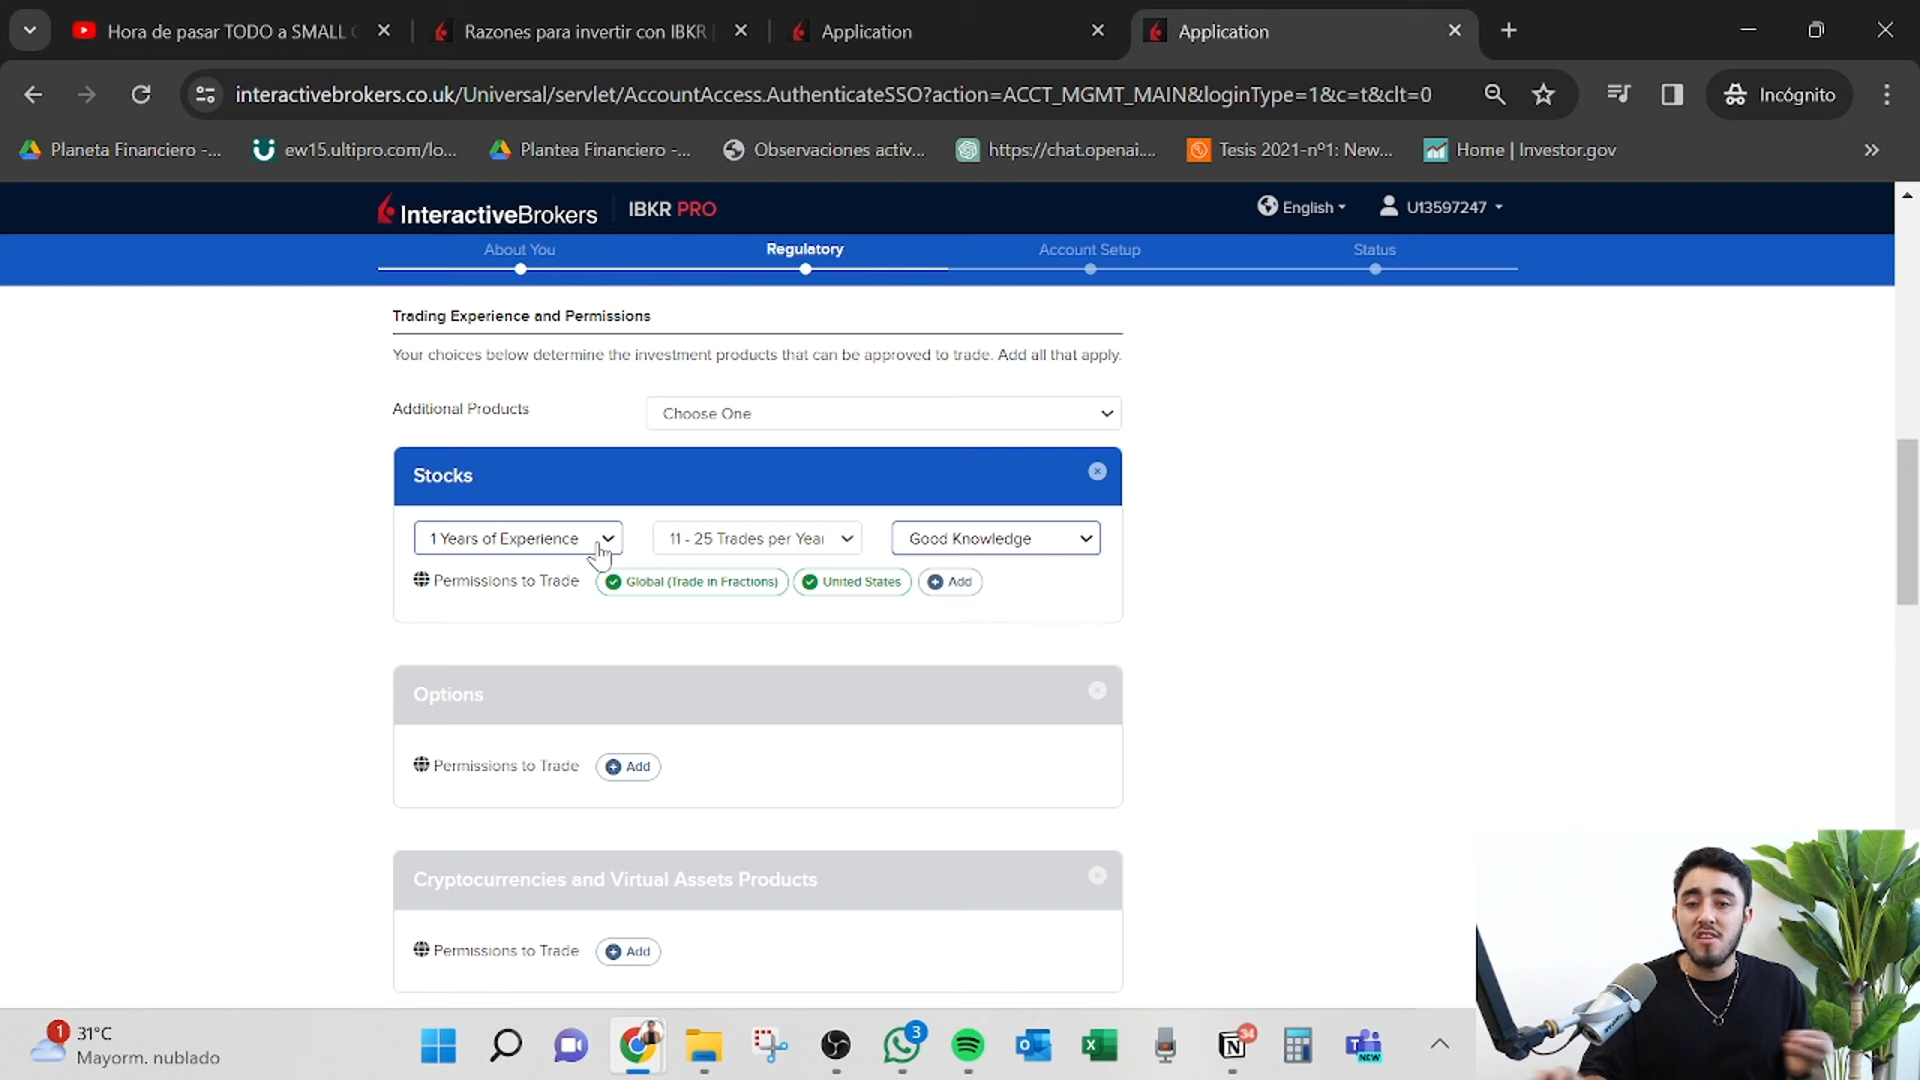 Hora de pasar TODO a SMALL
Razones para invertir con IBKR
Application
Application
interactivebrokers.co.uk/Universal/servlet/AccountAccess.AuthenticateSSO?action=ACCT_MGMT_MAIN&loginType=1&c=t&clt=0
Incógnito
Planeta Financiero -...
ew15.ultipro.com/lo...
Plantea Financiero -...
Observaciones activ...
https://chat.openai....
Tesis 2021-nº1: New...
Home | Investor.gov
InteractiveBrokers
IBKR PRO
English
U13597247
About You
Regulatory
Account Setup
Status
Trading Experience and Permissions
Your choices below determine the investment products that can be approved to trade. Add all that apply.
Additional Products
Choose One
Stocks
1 Years of Experience
11 - 25 Trades per Year
Good Knowledge
Permissions to Trade
Global (Trade in Fractions)
United States
Add
Options
Permissions to Trade
Add
Cryptocurrencies and Virtual Assets Products
Permissions to Trade
Add
1
31°C
Mayorm. nublado
3
34
NEW